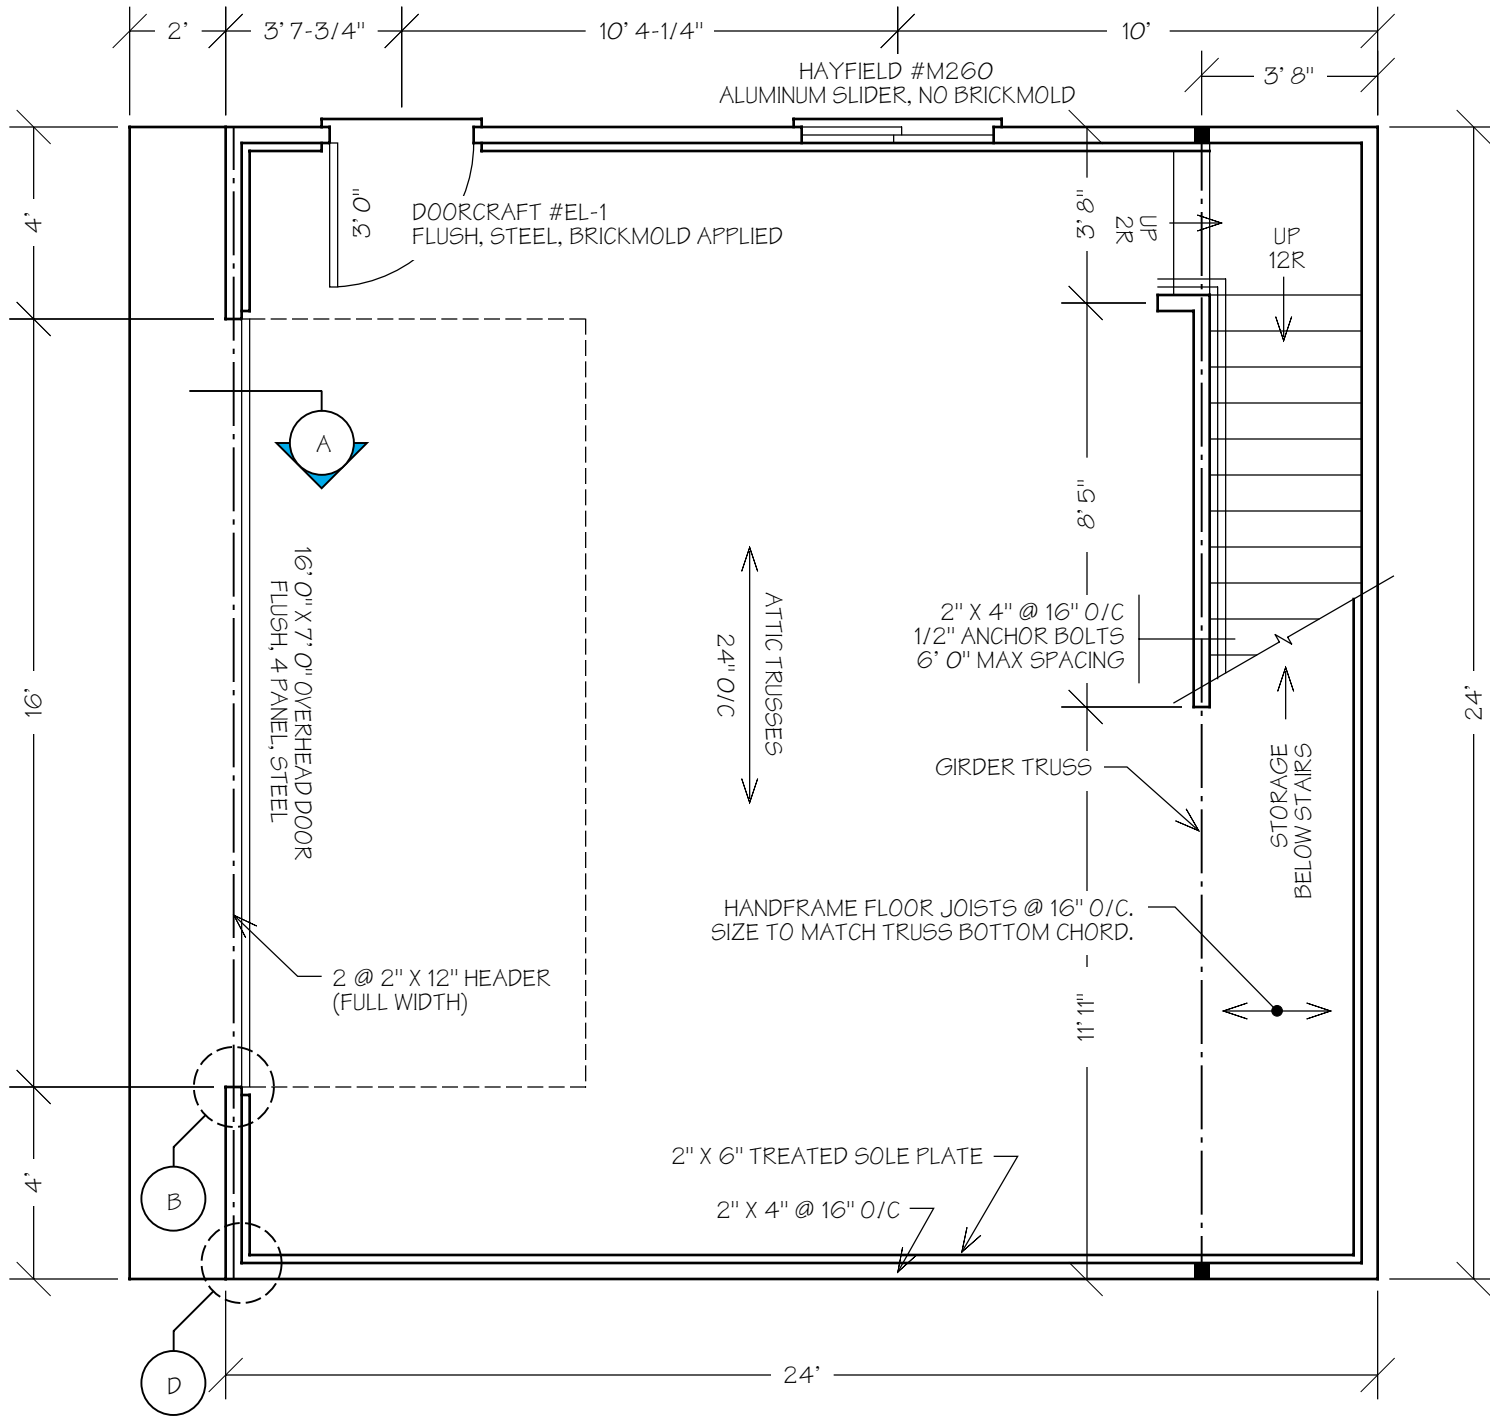 2'
3' 7-3/4"
10' 4-1/4"
10'
HAYFIELD #M260
ALUMINUM SLIDER, NO BRICKMOLD
3' 8"
4'
3' 0"
DOORCRAFT #EL-1
FLUSH, STEEL, BRICKMOLD APPLIED
3' 8"
UP
2R
UP
12R
A
16' 0" X 7' 0" OVERHEAD DOOR
FLUSH, 4 PANEL, STEEL
16'
8' 5"
ATTIC TRUSSES
24" O/C
2" X 4" @ 16" O/C
1/2" ANCHOR BOLTS
6' 0" MAX SPACING
24'
GIRDER TRUSS
STORAGE
BELOW STAIRS
HANDFRAME FLOOR JOISTS @ 16" O/C.
SIZE TO MATCH TRUSS BOTTOM CHORD.
2 @ 2" X 12" HEADER
(FULL WIDTH)
11' 11"
4'
B
2" X 6" TREATED SOLE PLATE
2" X 4" @ 16" O/C
D
24'